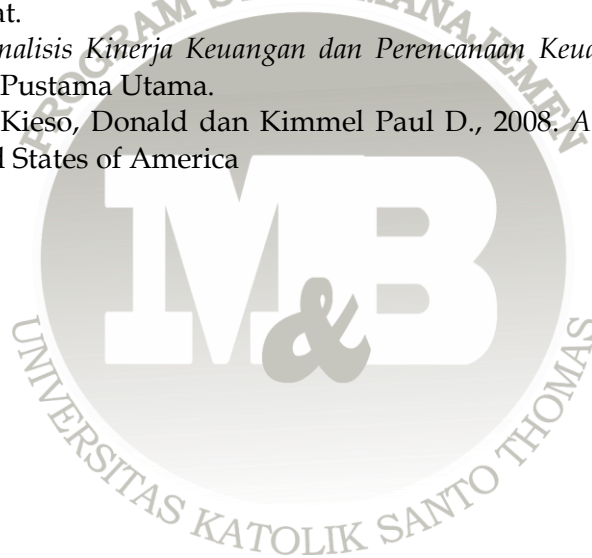 at.
nalisis Kinerja Keuangan dan Perencanaan Keua
Pustama Utama.
Kieso, Donald dan Kimmel Paul D., 2008. A
l States of America
M&B
UNIVERSITAS KATOLIK SANTO THOMAS